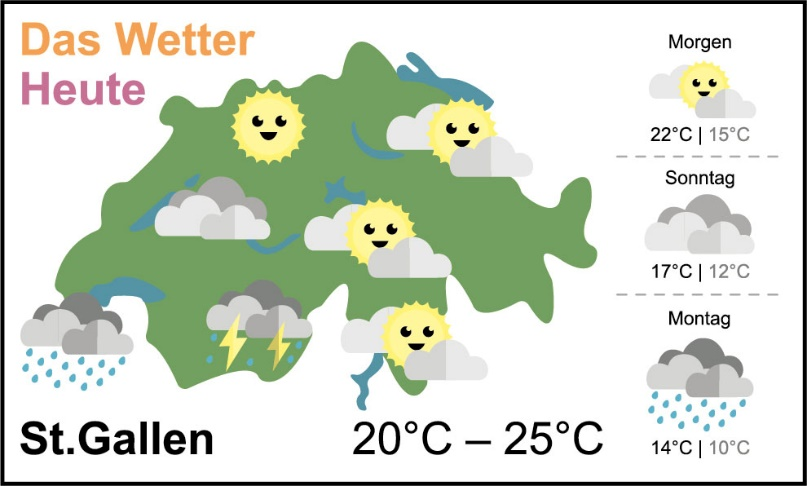 Das Wetter
Heute
Morgen
22°C | 15°C
Sonntag
17°C | 12°C
Montag
14°C | 10°C
St.Gallen
20°C – 25°C